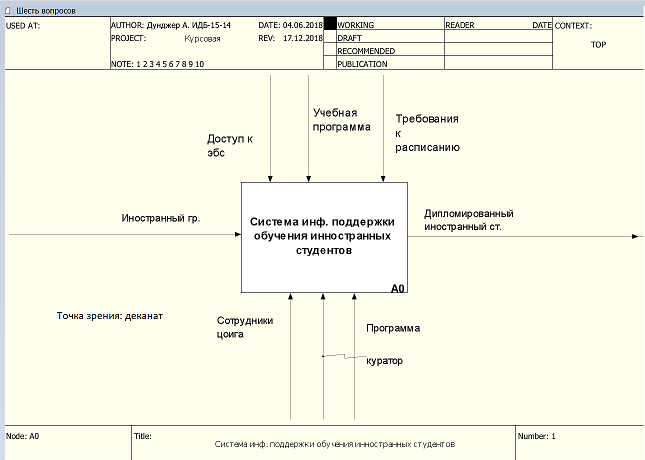 Шесть вопросов
USED AT:
AUTHOR: Дунджер А. ИДБ-15-14
DATE: 04.06.2018
WORKING
READER
DATE
CONTEXT:
PROJECT: Курсовая
REV: 17.12.2018
DRAFT
TOP
RECOMMENDED
NOTE: 1 2 3 4 5 6 7 8 9 10
PUBLICATION
Доступ к
эбс
Учебная
программа
Требования
к
расписанию
Иностранный гр.
Система инф. поддержки
обучения инностранных
студентов
A0
Дипломированный
иностранный ст.
Точка зрения: деканат
Сотрудники
цоига
Программа
куратор
Node: A0
Title:
Система инф. поддержки обучения инностранных студентов
Number: 1